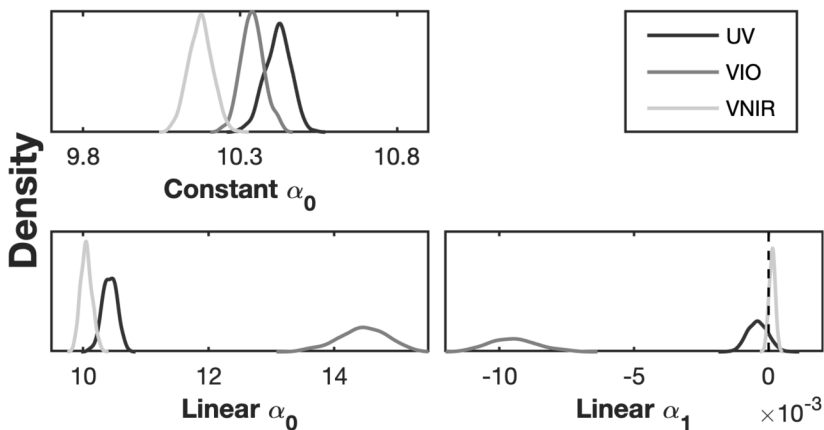 UV
VIO
VNIR
Density
9.8 10.3 10.8
Constant α₀
10 12 14
Linear α₀
-10 -5 0
×10⁻³
Linear α₁